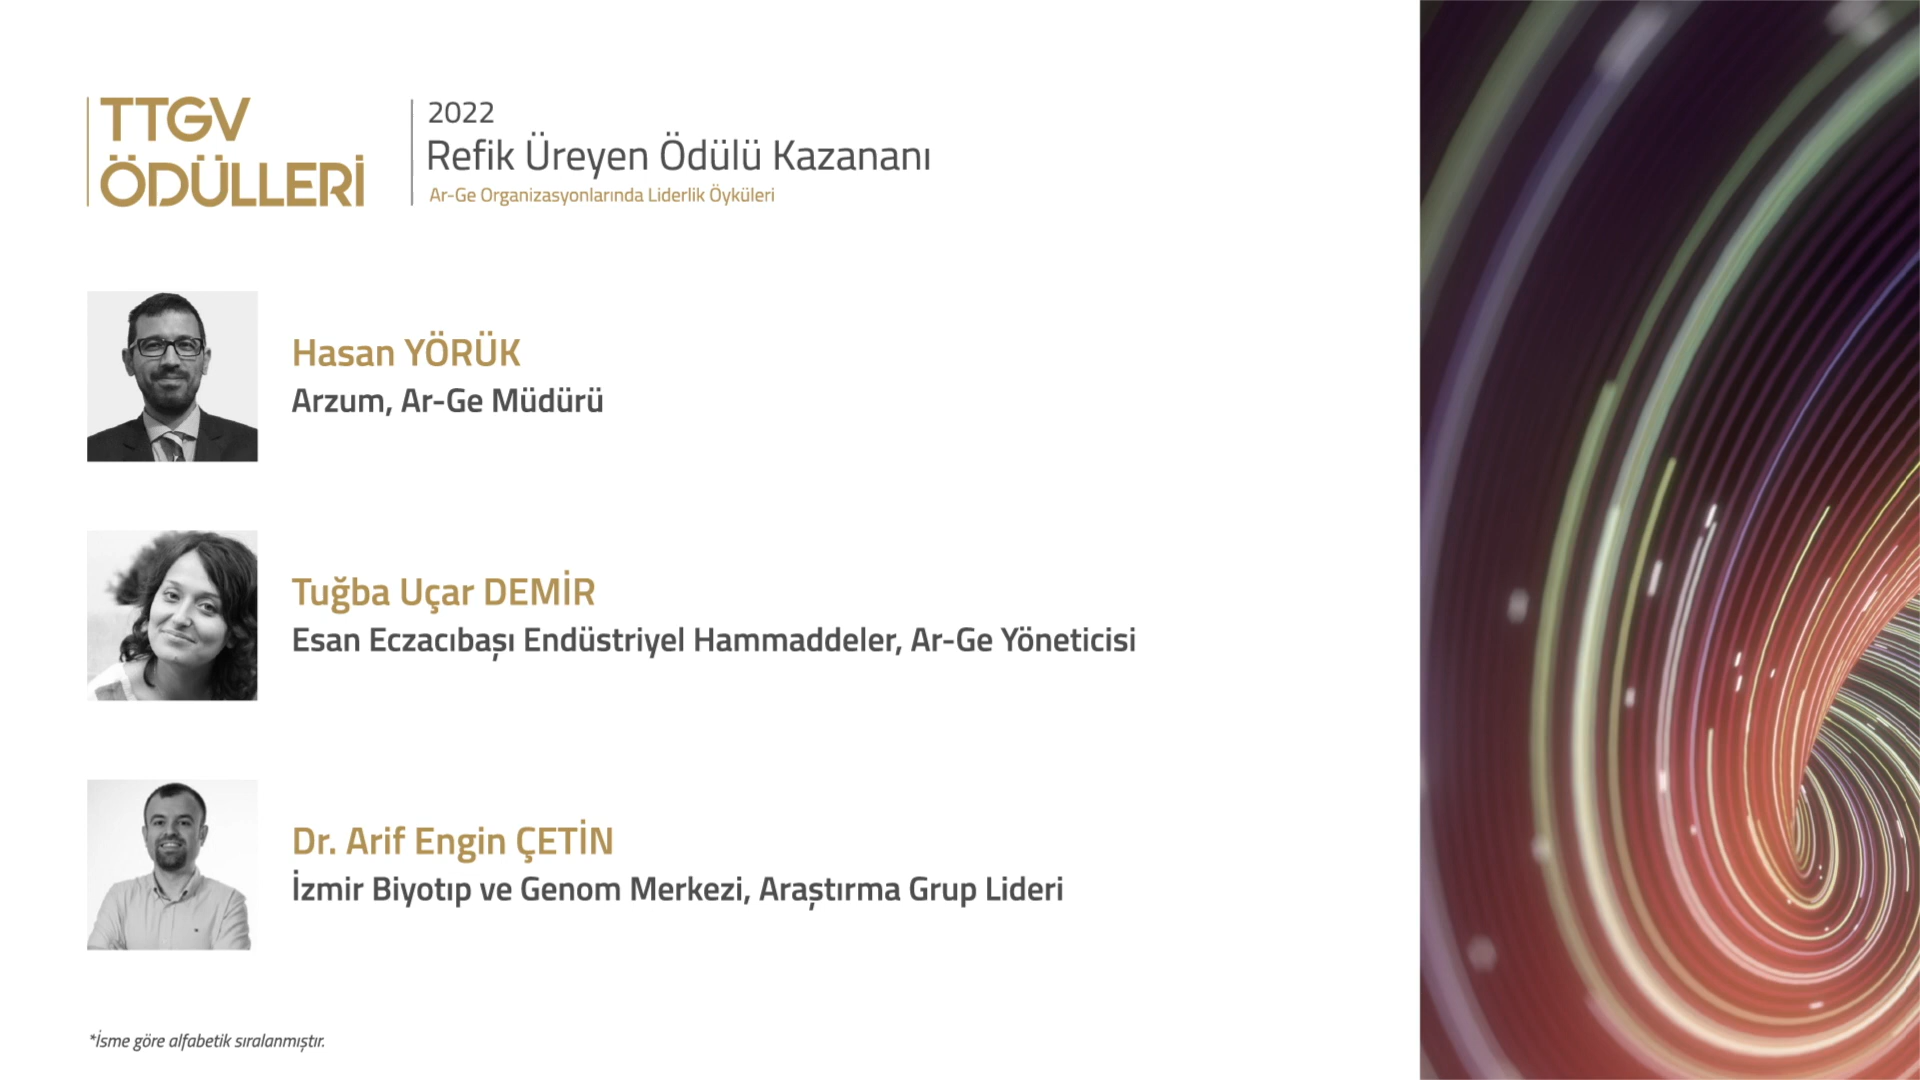 TTGV
ÖDÜLLERİ
2022
Refik Üreyen Ödülü Kazananı
Ar-Ge Organizasyonlarında Liderlik Öyküleri
Hasan YÖRÜK
Arzum, Ar-Ge Müdürü
Tuğba Uçar DEMİR
Esan Eczacıbaşı Endüstriyel Hammaddeler, Ar-Ge Yöneticisi
Dr. Arif Engin ÇETİN
İzmir Biyotıp ve Genom Merkezi, Araştırma Grup Lideri
*İsme göre alfabetik sıralanmıştır.